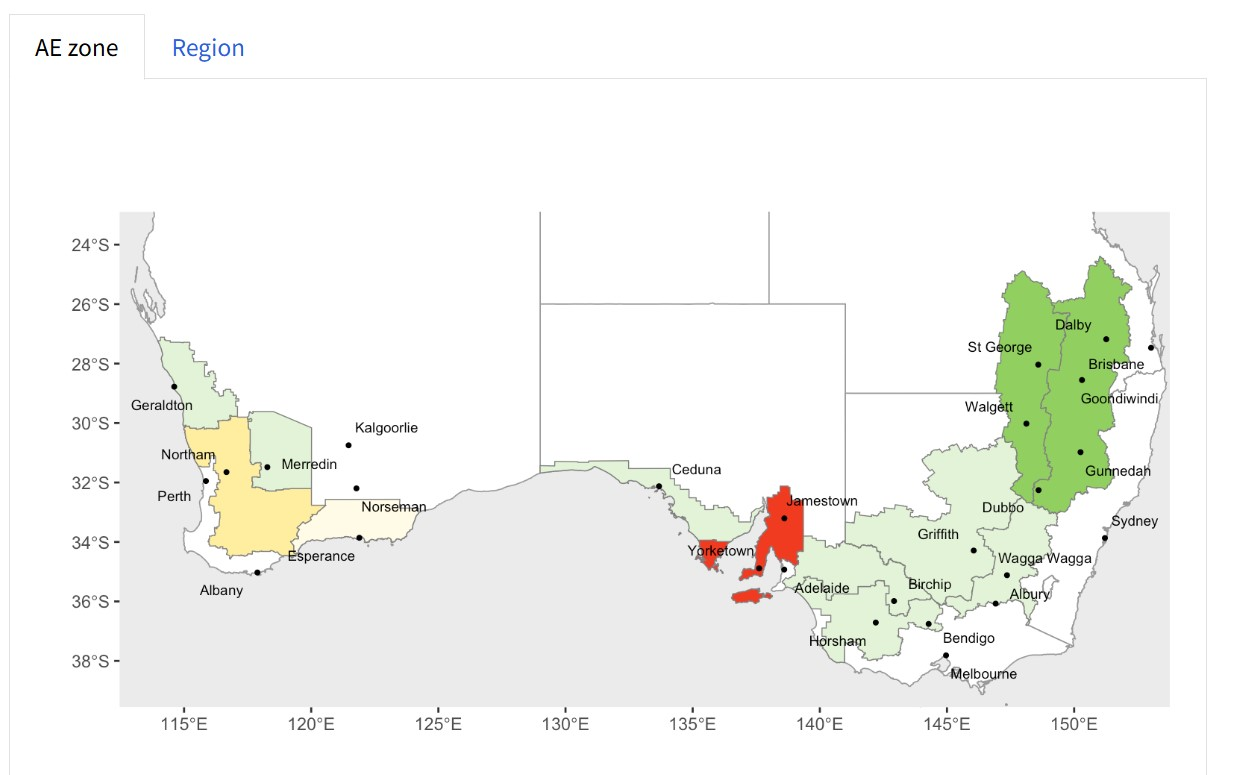 AE zone
Region
24°S
26°S
28°S
30°S
32°S
34°S
36°S
38°S
Dalby
St George
Brisbane
Geraldton
Goondiwindi
Walgett
Kalgoorlie
Northam
Merredin
Ceduna
Gunnedah
Perth
Jamestown
Norseman
Dubbo
Sydney
Griffith
Yorketown
Esperance
Wagga Wagga
Albany
Adelaide
Birchip
Albury
Horsham
Bendigo
Melbourne
115°E
120°E
125°E
130°E
135°E
140°E
145°E
150°E